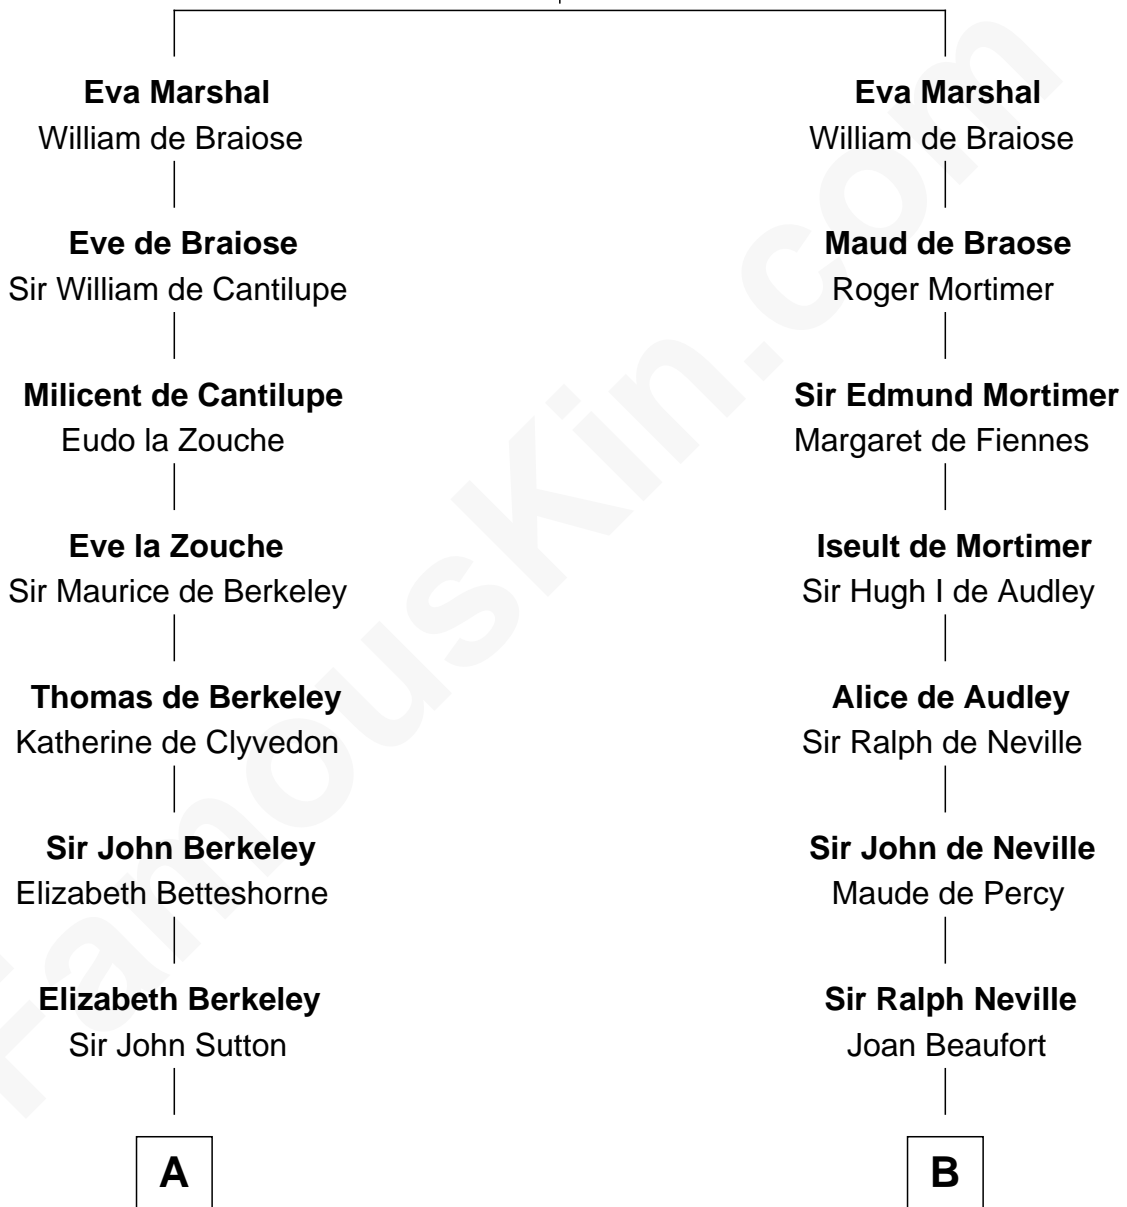 Eva Marshal
William de Braiose
Eve de Braiose
Sir William de Cantilupe
Milicent de Cantilupe
Eudo la Zouche
Eve la Zouche
Sir Maurice de Berkeley
Thomas de Berkeley
Katherine de Clyvedon
Sir John Berkeley
Elizabeth Betteshorne
Elizabeth Berkeley
Sir John Sutton
A
Eva Marshal
William de Braiose
Maud de Braose
Roger Mortimer
Sir Edmund Mortimer
Margaret de Fiennes
Iseult de Mortimer
Sir Hugh I de Audley
Alice de Audley
Sir Ralph de Neville
Sir John de Neville
Maude de Percy
Sir Ralph Neville
Joan Beaufort
B
FamousKin.com